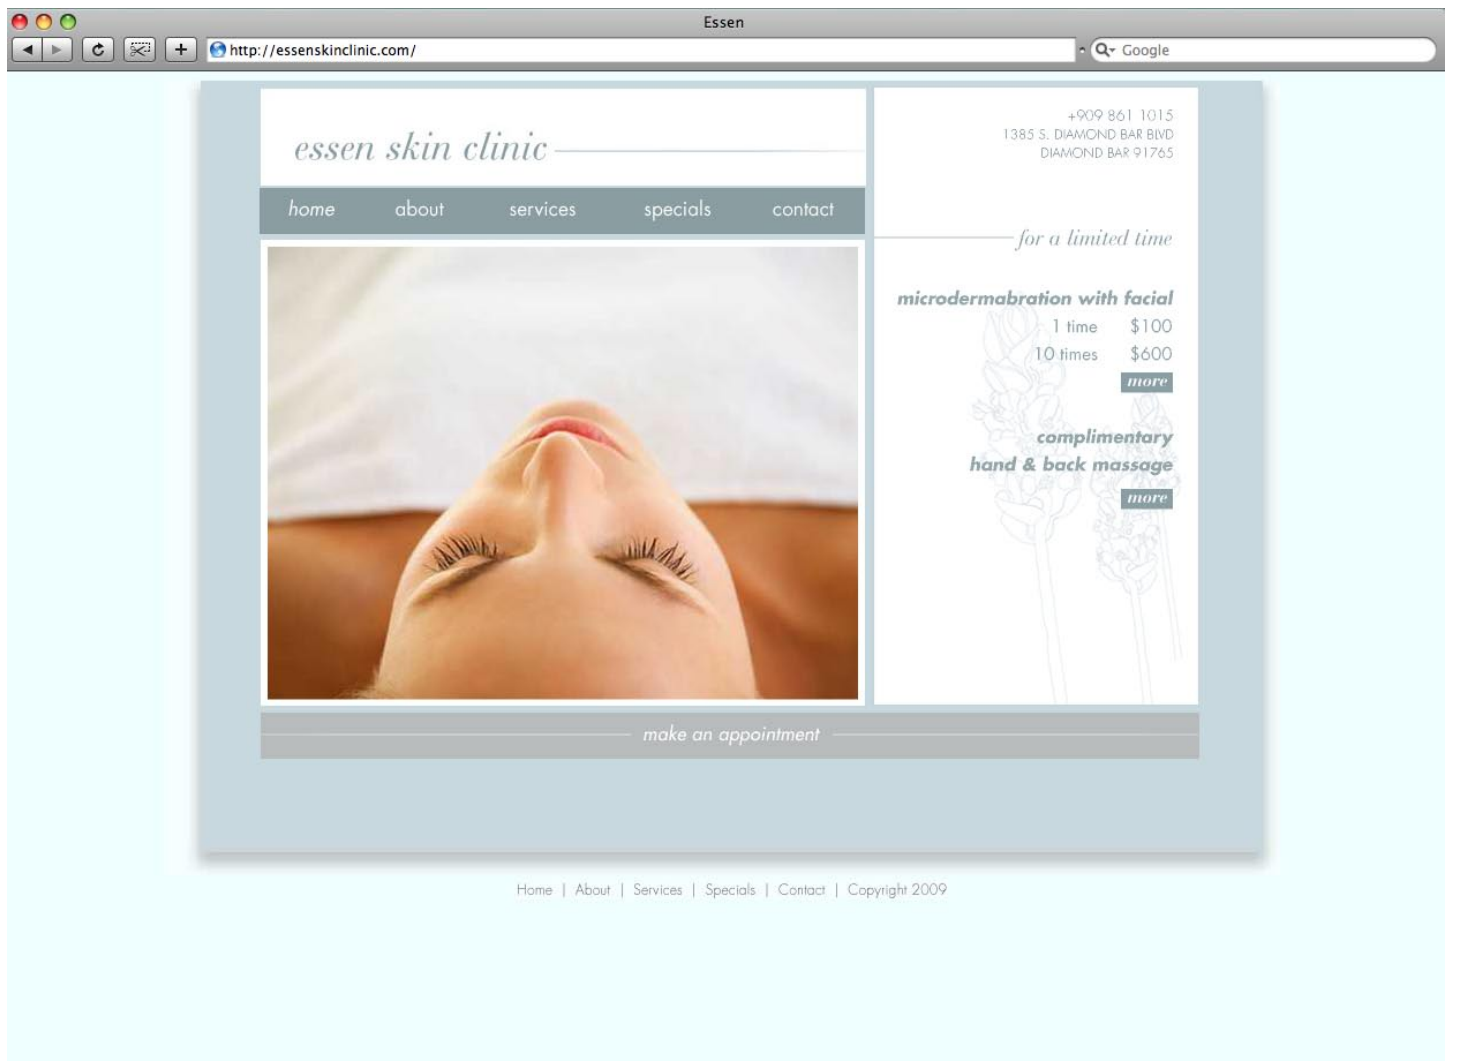 Essen
http://essenskinclinic.com/
Google
essen skin clinic
+909 861 1015
1385 S. DIAMOND BAR BLVD
DIAMOND BAR 91765
home about services specials contact
for a limited time
microdermabration with facial
1 time $100
10 times $600
more
complimentary
hand & back massage
more
make an appointment
Home | About | Services | Specials | Contact | Copyright 2009